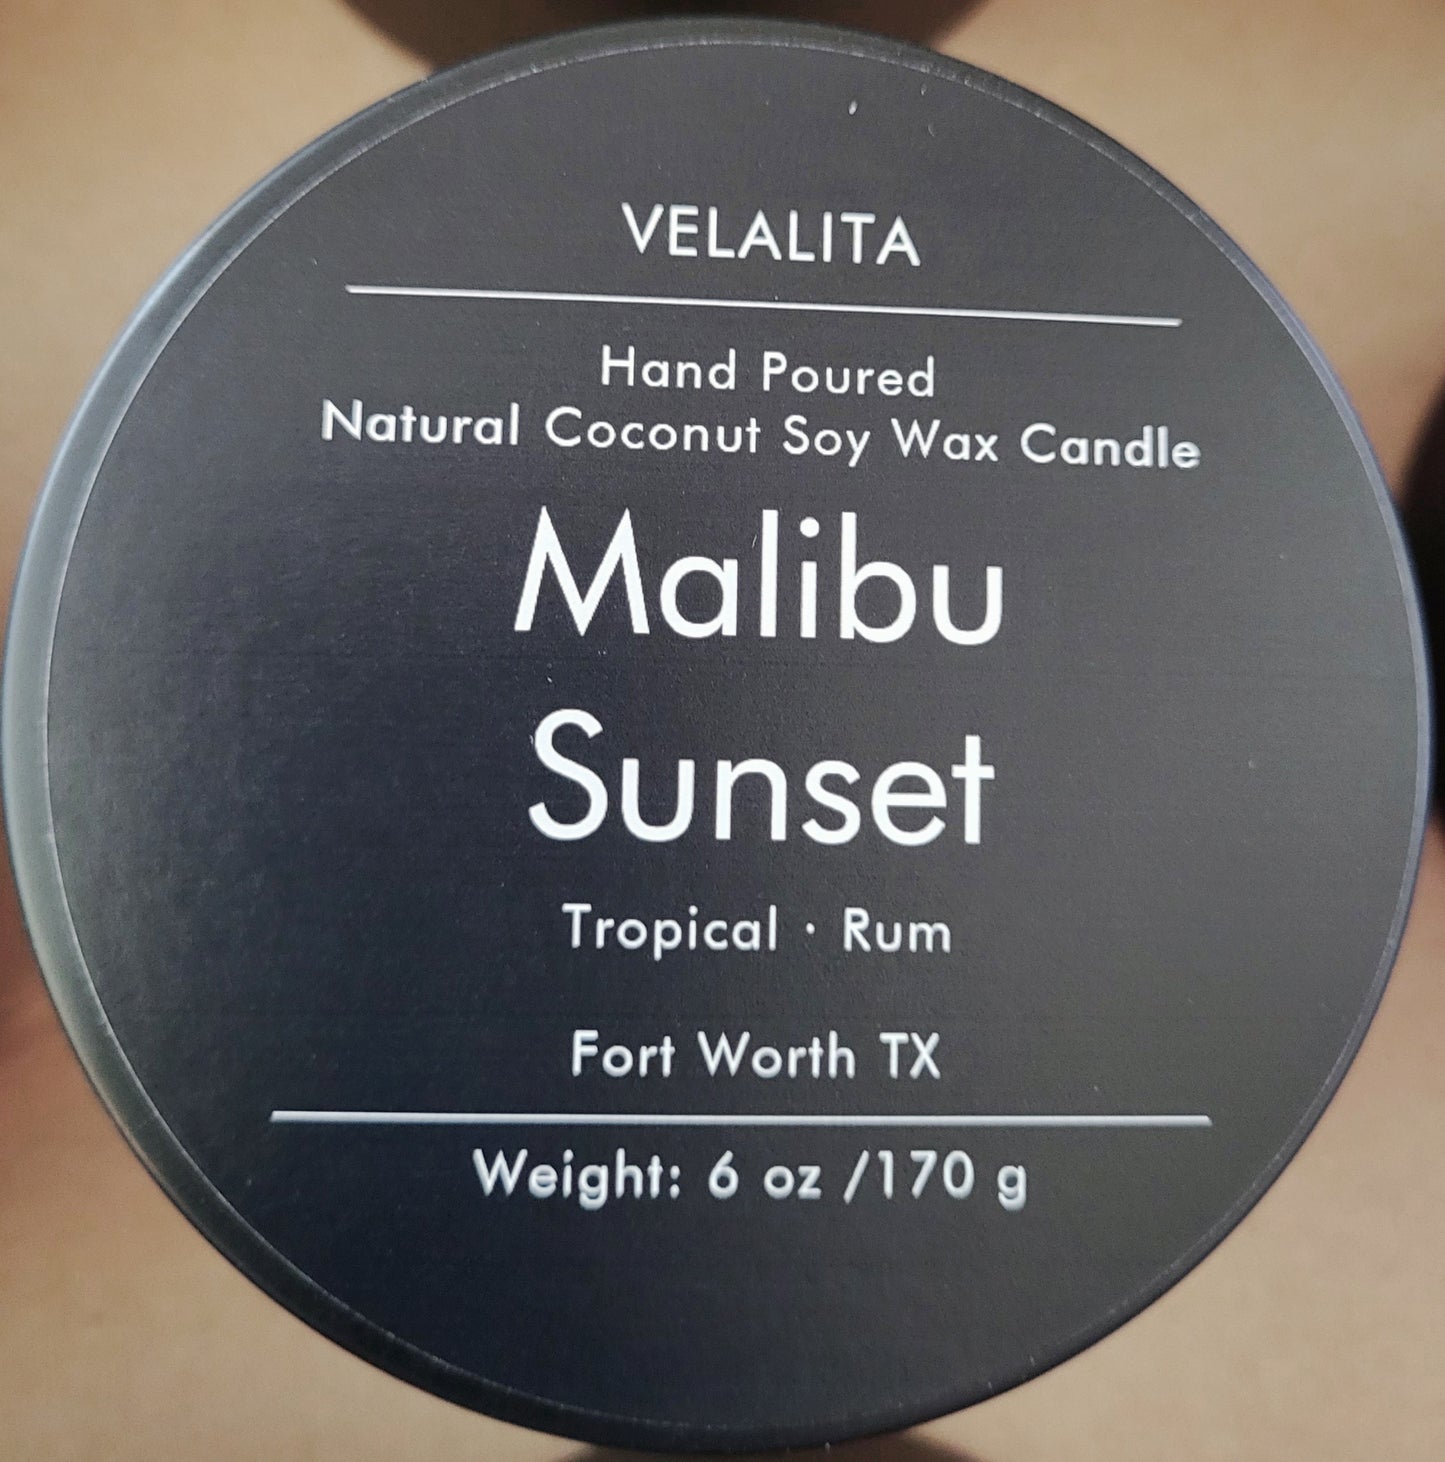 VELALITA
Hand Poured
Natural Coconut Soy Wax Candle
Malibu
Sunset
Tropical · Rum
Fort Worth TX
Weight: 6 oz /170 g